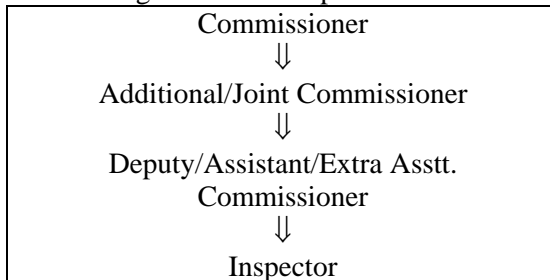 Commissioner
⇓
Additional/Joint Commissioner
⇓
Deputy/Assistant/Extra Asstt.
Commissioner
⇓
Inspector